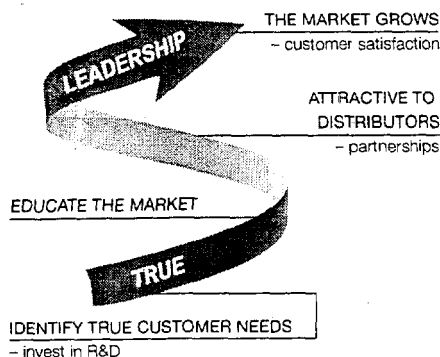 THE MARKET GROWS
– customer satisfaction
LEADERSHIP
ATTRACTIVE TO
DISTRIBUTORS
– partnerships
EDUCATE THE MARKET
TRUE
IDENTIFY TRUE CUSTOMER NEEDS
– invest in R&D